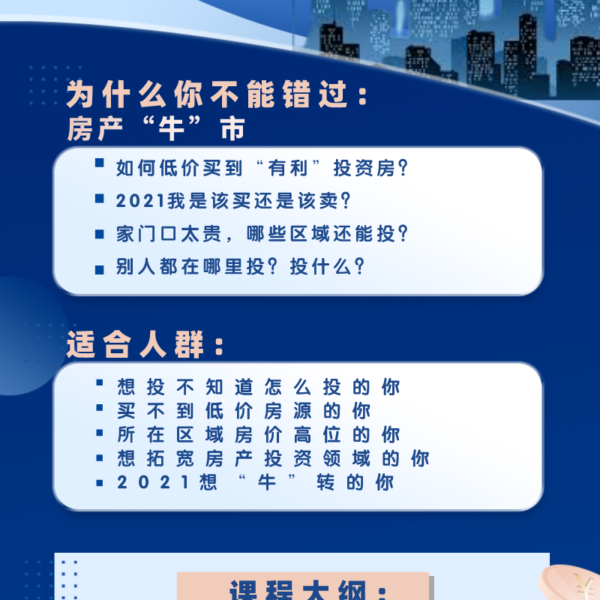 为什么你不能错过：
房产“牛”市
如何低价买到“有利”投资房？
2021我是该买还是该卖？
家门口太贵，哪些区域还能投？
别人都在哪里投？投什么？
适合人群：
想投不知道怎么投的你
买不到低价房源的你
所在区域房价高位的你
想拓宽房产投资领域的你
2021想“牛”转的你
课程大纲：